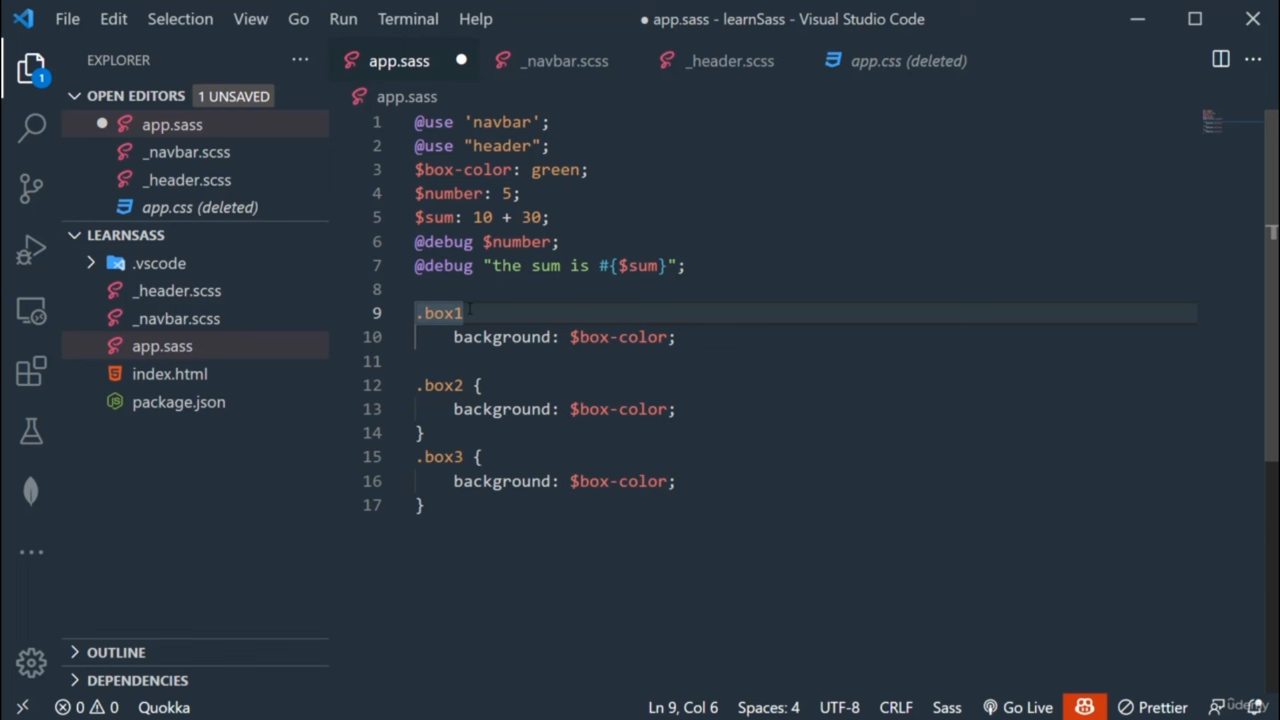 File Edit Selection View Go Run Terminal Help
● app.sass - learnSass - Visual Studio Code
EXPLORER ···
OPEN EDITORS 1 UNSAVED
app.sass
_navbar.scss
_header.scss
app.css (deleted)
LEARNSASS
.vscode
_header.scss
_navbar.scss
app.sass
index.html
package.json
OUTLINE
DEPENDENCIES
1
app.sass ● _navbar.scss _header.scss app.css (deleted)
app.sass
1 @use 'navbar';
2 @use "header";
3 $box-color: green;
4 $number: 5;
5 $sum: 10 + 30;
6 @debug $number;
7 @debug "the sum is #{$sum}";
8
9 .box1
10 background: $box-color;
11
12 .box2 {
13 background: $box-color;
14 }
15 .box3 {
16 background: $box-color;
17 }
0 0 Quokka Ln 9, Col 6 Spaces: 4 UTF-8 CRLF Sass Go Live Prettier
udemy